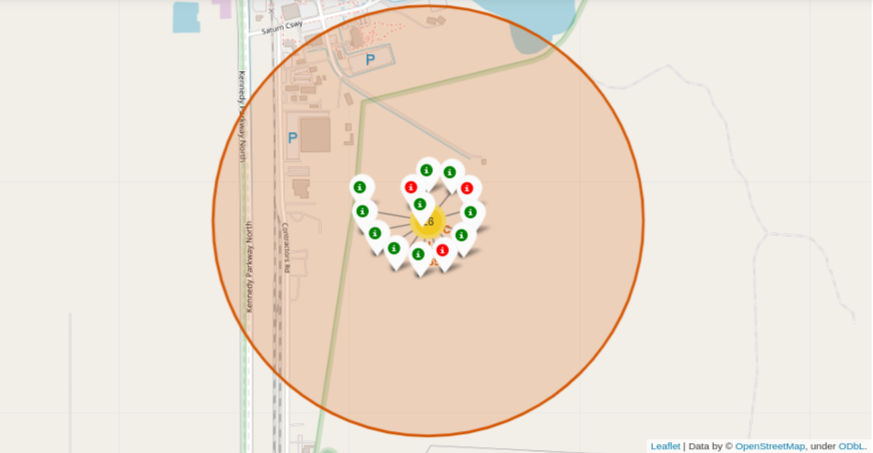 Saturn Cswy
P
Kennedy Parkway North
P
Contractors Rd
Kennedy Parkway North
Leaflet | Data by © OpenStreetMap, under ODbL.